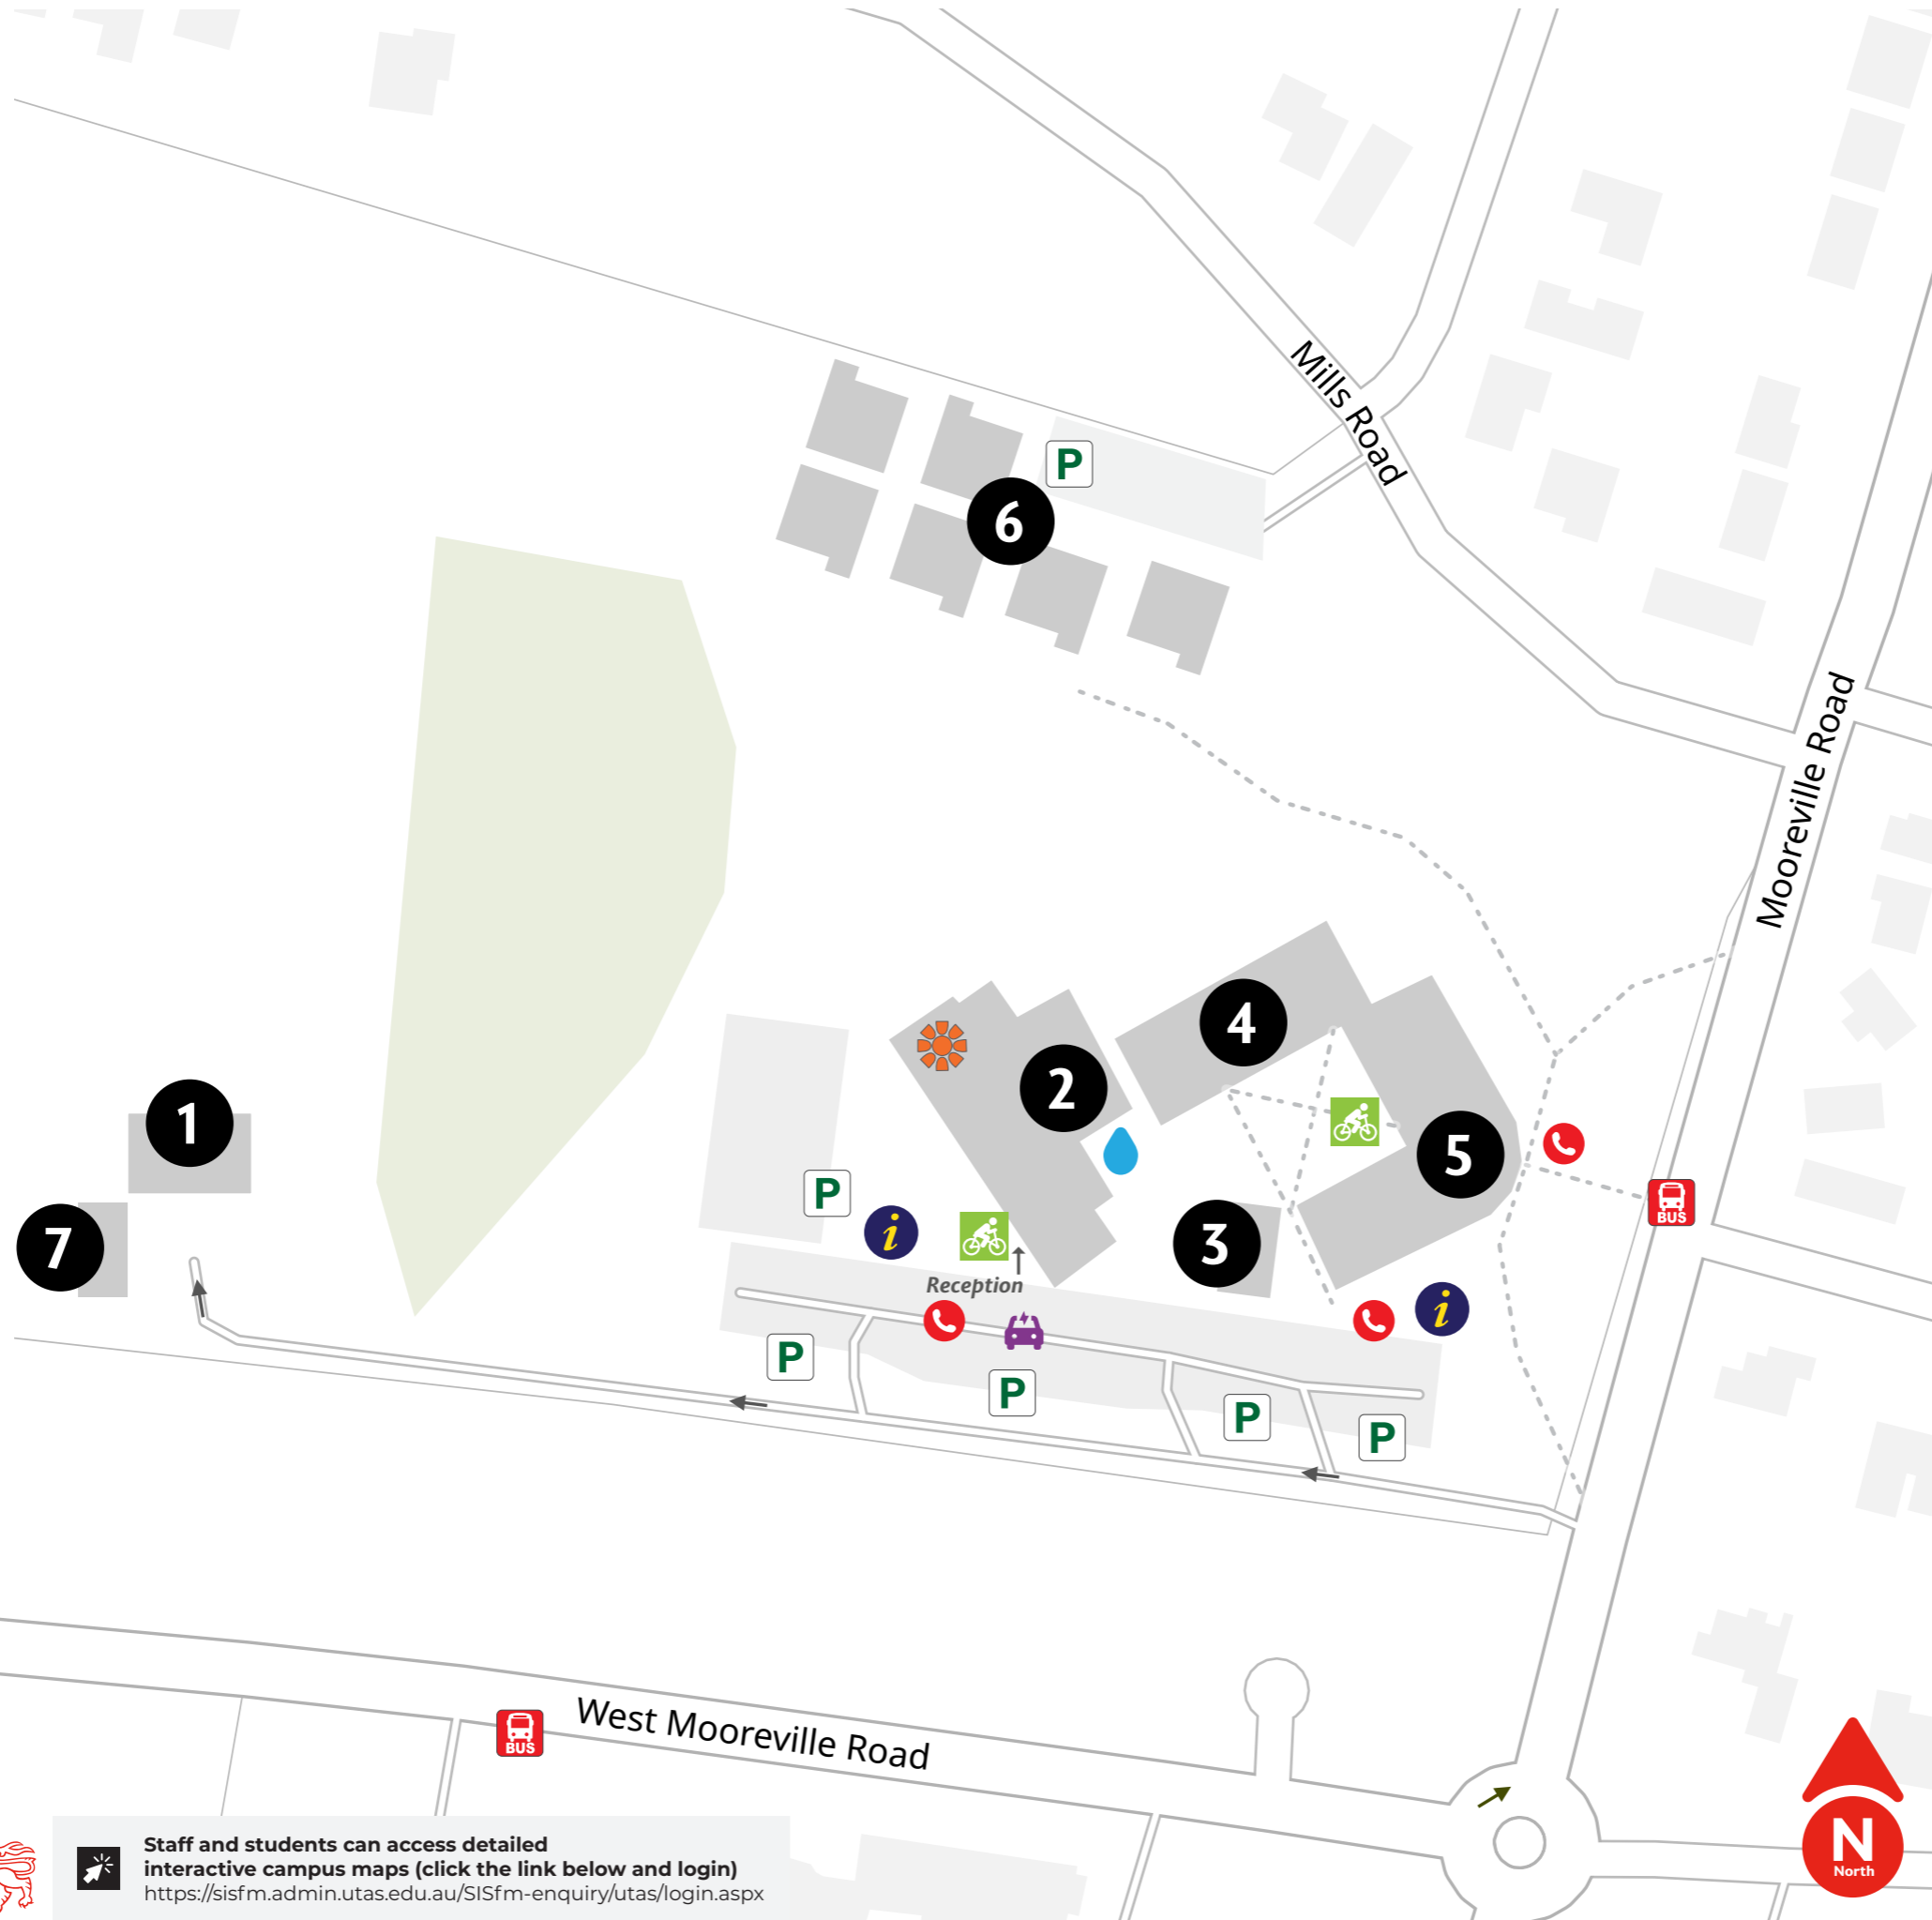 Mills Road
P
6
Mooreville Road
4
2
1
5
P
BUS
7
i
3
Reception
i
P
P
P
P
West Mooreville Road
BUS
N
North
Staff and students can access detailed
interactive campus maps (click the link below and login)
https://sisfm.admin.utas.edu.au/SISfm-enquiry/utas/login.aspx